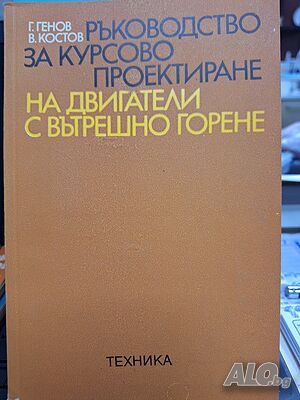 Г. ГЕНОВ
В. КОСТОВ
РЪКОВОДСТВО
ЗА КУРСОВО
ПРОЕКТИРАНЕ
НА ДВИГАТЕЛИ
С ВЪТРЕШНО ГОРЕНЕ
ТЕХНИКА
ALO.bg